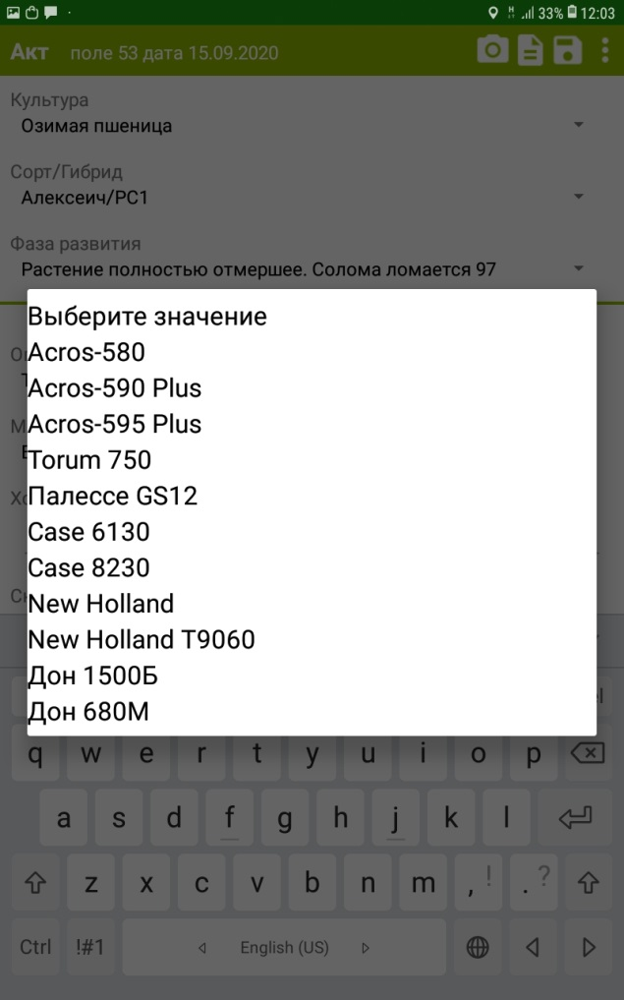 33% 12:03
Акт поле 53 дата 15.09.2020
Культура
Озимая пшеница
Сорт/Гибрид
Алексеич/РС1
Фаза развития
Растение полностью отмершее. Солома ломается 97
Выберите значение
Acros-580
Acros-590 Plus
Acros-595 Plus
Torum 750
Палессе GS12
Case 6130
Case 8230
New Holland
New Holland T9060
Дон 1500Б
Дон 680М
q w e r t y u i o p
a s d f g h j k l
z x c v b n m , ! . ?
Ctrl !#1 English (US)